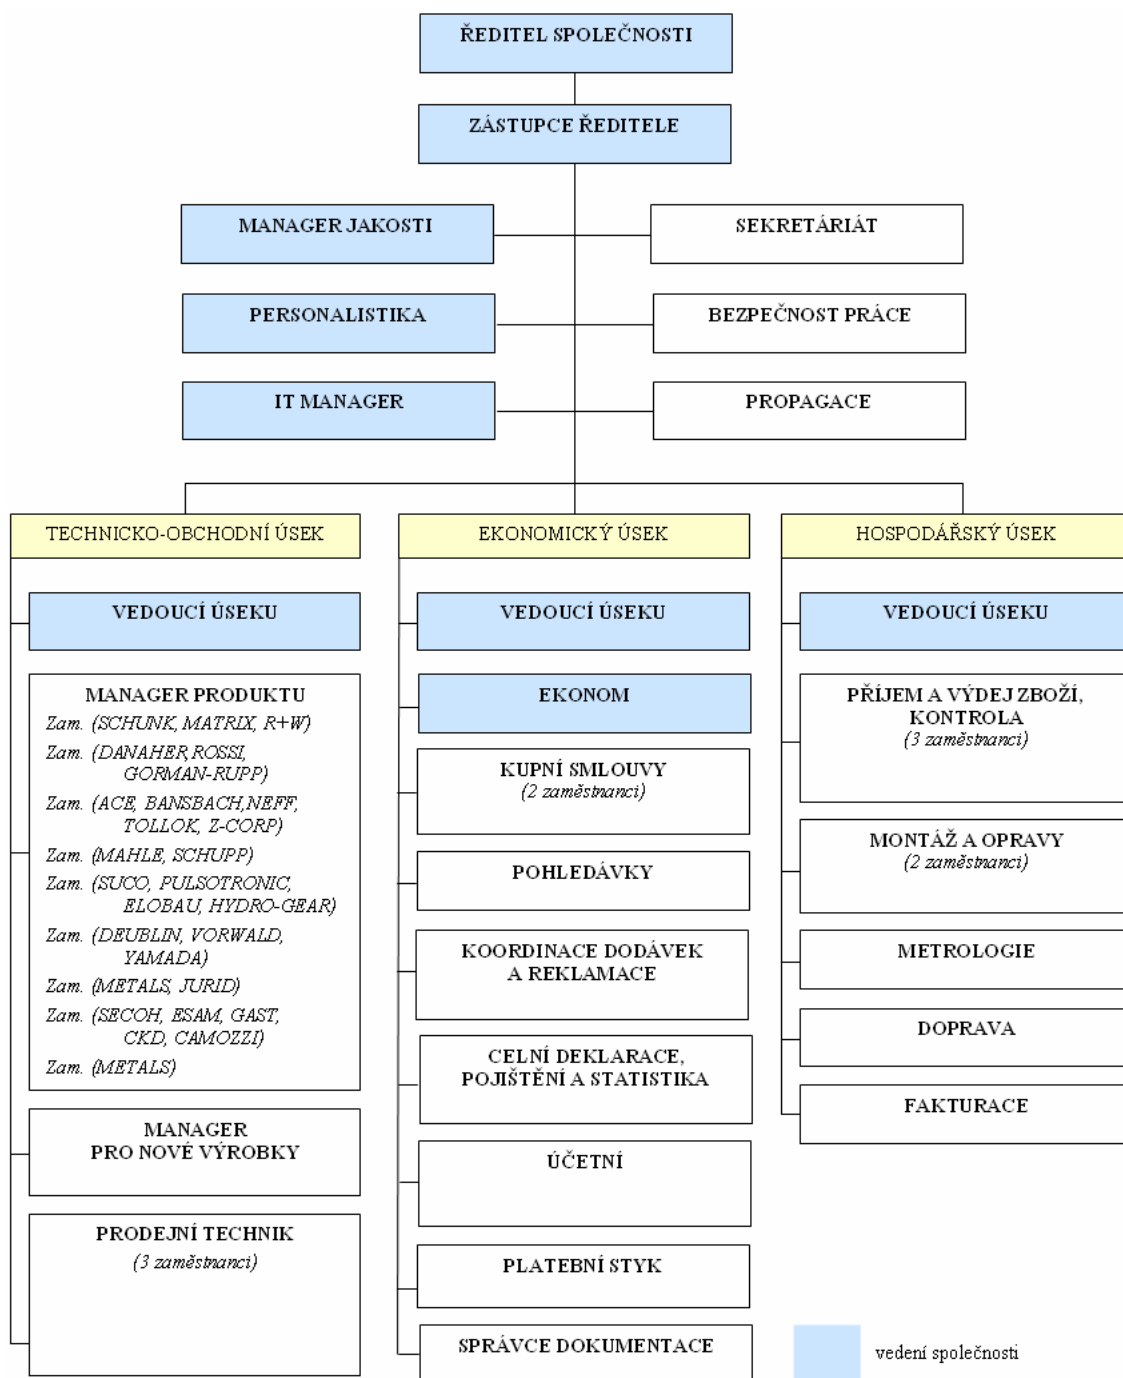 ŘEDITEL SPOLEČNOSTI
ZÁSTUPCE ŘEDITELE
MANAGER JAKOSTI
SEKRETÁRIÁT
PERSONALISTIKA
BEZPEČNOST PRÁCE
IT MANAGER
PROPAGACE
TECHNICKO-OBCHODNÍ ÚSEK
VEDOUCÍ ÚSEKU
MANAGER PRODUKTU
Zam. (SCHUNK, MATRIX, R+W)
Zam. (DANAHER,ROSSI,
GORMAN-RUPP)
Zam. (ACE, BANSBACH,NEFF,
TOLLOK, Z-CORP)
Zam. (MAHLE, SCHUPP)
Zam. (SUCO, PULSOTRONIC,
ELOBAU, HYDRO-GEAR)
Zam. (DEUBLIN, VORWALD,
YAMADA)
Zam. (METALS, JURID)
Zam. (SECOH, ESAM, GAST,
CKD, CAMOZZI)
Zam. (METALS)
MANAGER
PRO NOVÉ VÝROBKY
PRODEJNÍ TECHNIK
(3 zaměstnanci)
EKONOMICKÝ ÚSEK
VEDOUCÍ ÚSEKU
EKONOM
KUPNÍ SMLOUVY
(2 zaměstnanci)
POHLEDÁVKY
KOORDINACE DODÁVEK
A REKLAMACE
CELNÍ DEKLARACE,
POJIŠTĚNÍ A STATISTIKA
ÚČETNÍ
PLATEBNÍ STYK
SPRÁVCE DOKUMENTACE
HOSPODÁŘSKÝ ÚSEK
VEDOUCÍ ÚSEKU
PŘÍJEM A VÝDEJ ZBOŽÍ,
KONTROLA
(3 zaměstnanci)
MONTÁŽ A OPRAVY
(2 zaměstnanci)
METROLOGIE
DOPRAVA
FAKTURACE
vedení společnosti